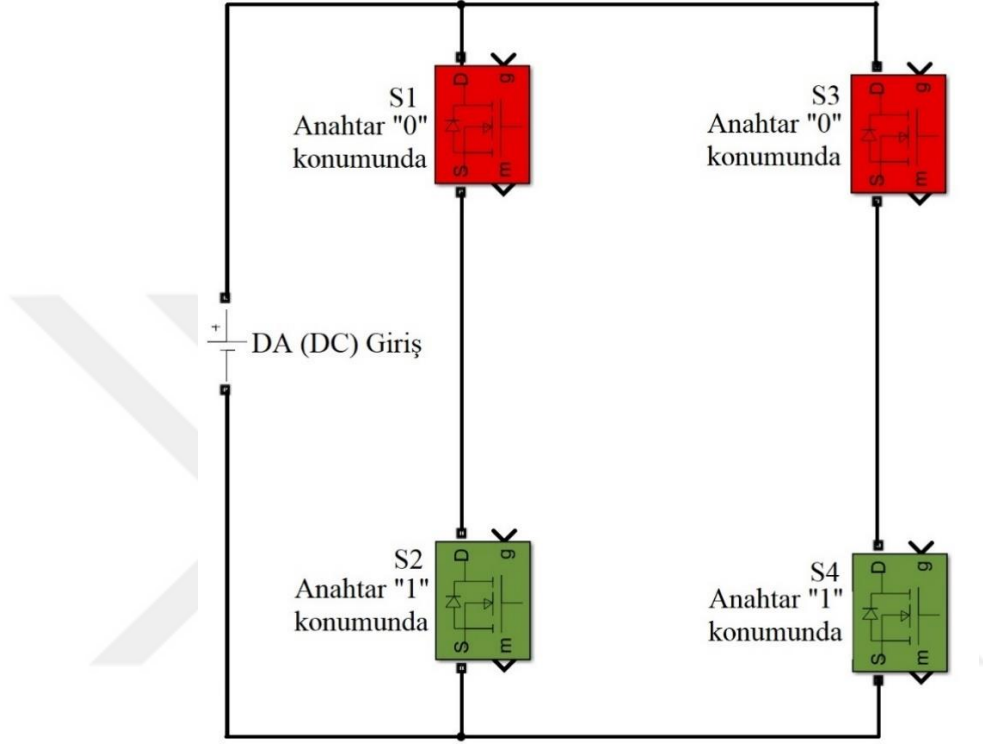 D
g
S1
Anahtar "0"
konumunda
S
m
D
g
S3
Anahtar "0"
konumunda
S
m
+
DA (DC) Giriş
D
g
S2
Anahtar "1"
konumunda
S
m
D
g
S4
Anahtar "1"
konumunda
S
m